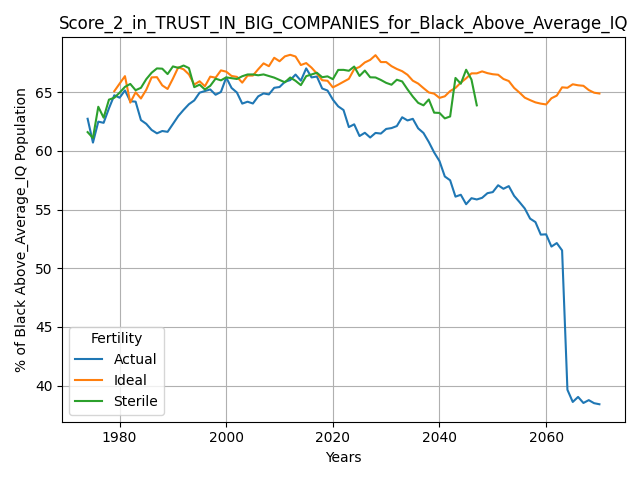 Score_2_in_TRUST_IN_BIG_COMPANIES_for_Black_Above_Average_IQ
% of Black Above_Average_IQ Population
65
60
55
50
45
40
Fertility
Actual
Ideal
Sterile
1980
2000
2020
2040
2060
Years